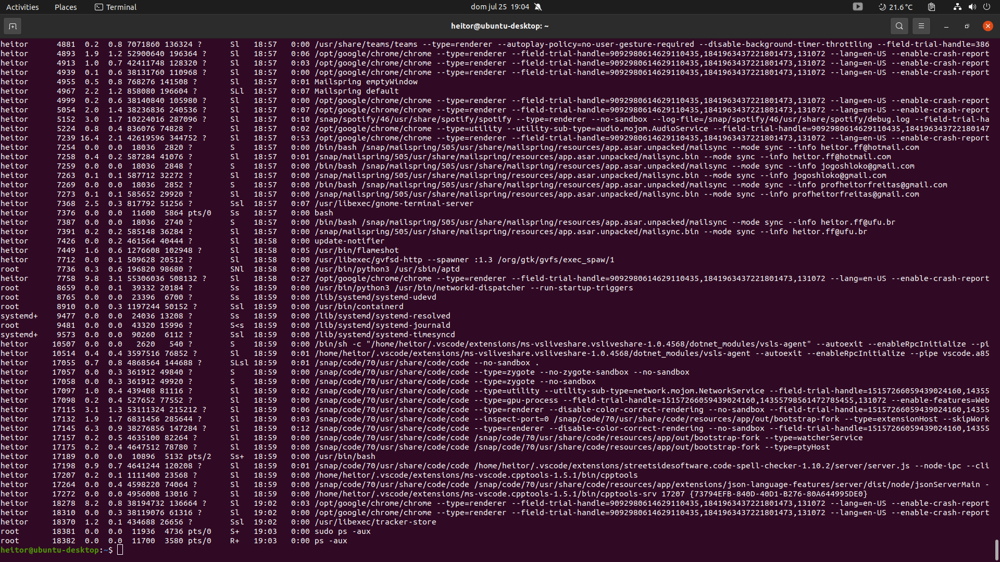 Activities Places Terminal dom jul 25 19:04 21.6 °C
heitor@ubuntu-desktop: ~
heitor 4881 0.2 0.8 7071860 136324 ? Sl 18:57 0:00 /usr/share/teams/teams --type=renderer --autoplay-policy=no-user-gesture-required --disable-background-timer-throttling --field-trial-handle=386
heitor 4893 1.9 1.2 52900640 196364 ? Sl 18:57 0:06 /opt/google/chrome/chrome --type=renderer --field-trial-handle=9092980614629110435,1841963437221801473,131072 --lang=en-US --enable-crash-report
heitor 4913 1.0 0.7 42411748 128320 ? Sl 18:57 0:03 /opt/google/chrome/chrome --type=renderer --field-trial-handle=9092980614629110435,1841963437221801473,131072 --lang=en-US --enable-crash-report
heitor 4939 0.1 0.6 38131760 110968 ? Sl 18:57 0:00 /opt/google/chrome/chrome --type=renderer --field-trial-handle=9092980614629110435,1841963437221801473,131072 --lang=en-US --enable-crash-report
heitor 4955 0.5 0.8 768276 141508 ? Sl 18:57 0:01 Mailspring emptyWindow
heitor 4967 2.2 1.2 858080 196604 ? SLl 18:57 0:07 Mailspring default
heitor 4999 0.2 0.6 38140840 105980 ? Sl 18:57 0:00 /opt/google/chrome/chrome --type=renderer --field-trial-handle=9092980614629110435,1841963437221801473,131072 --lang=en-US --enable-crash-report
heitor 5054 2.0 1.4 38236836 240536 ? Sl 18:57 0:07 /opt/google/chrome/chrome --type=renderer --field-trial-handle=9092980614629110435,1841963437221801473,131072 --lang=en-US --enable-crash-report
heitor 5152 3.0 1.7 10224016 287096 ? Sl 18:57 0:10 /snap/spotify/46/usr/share/spotify/spotify --type=renderer --no-sandbox --log-file=/snap/spotify/46/usr/share/spotify/debug.log --field-trial-ha
heitor 5224 0.8 0.4 836076 74828 ? Sl 18:57 0:02 /opt/google/chrome/chrome --type=utility --utility-sub-type=audio.mojom.AudioService --field-trial-handle=9092980614629110435,184196343722180147
heitor 7239 16.4 2.1 42619596 344752 ? Sl 18:57 0:53 /opt/google/chrome/chrome --type=renderer --field-trial-handle=9092980614629110435,1841963437221801473,131072 --lang=en-US --enable-crash-report
heitor 7254 0.0 0.0 18036 2820 ? S 18:57 0:00 /bin/bash /snap/mailspring/505/usr/share/mailspring/resources/app.asar.unpacked/mailsync --mode sync --info heitor.ff@hotmail.com
heitor 7258 0.4 0.2 587284 41076 ? Sl 18:57 0:01 /snap/mailspring/505/usr/share/mailspring/resources/app.asar.unpacked/mailsync.bin --mode sync --info heitor.ff@hotmail.com
heitor 7259 0.0 0.0 18036 2848 ? S 18:57 0:00 /bin/bash /snap/mailspring/505/usr/share/mailspring/resources/app.asar.unpacked/mailsync --mode sync --info jogoshloko@gmail.com
heitor 7263 0.1 0.1 587712 32272 ? Sl 18:57 0:00 /snap/mailspring/505/usr/share/mailspring/resources/app.asar.unpacked/mailsync.bin --mode sync --info jogoshloko@gmail.com
heitor 7269 0.0 0.0 18036 2852 ? S 18:57 0:00 /bin/bash /snap/mailspring/505/usr/share/mailspring/resources/app.asar.unpacked/mailsync --mode sync --info profheitorfreitas@gmail.com
heitor 7273 0.1 0.1 585652 29920 ? Sl 18:57 0:00 /snap/mailspring/505/usr/share/mailspring/resources/app.asar.unpacked/mailsync.bin --mode sync --info profheitorfreitas@gmail.com
heitor 7368 2.5 0.3 817792 51256 ? Ssl 18:57 0:07 /usr/libexec/gnome-terminal-server
heitor 7376 0.0 0.0 11600 5864 pts/0 Ss 18:57 0:00 bash
heitor 7387 0.0 0.0 18036 2740 ? S 18:57 0:00 /bin/bash /snap/mailspring/505/usr/share/mailspring/resources/app.asar.unpacked/mailsync --mode sync --info heitor.ff@ufu.br
heitor 7391 0.2 0.2 585148 36284 ? Sl 18:57 0:00 /snap/mailspring/505/usr/share/mailspring/resources/app.asar.unpacked/mailsync.bin --mode sync --info heitor.ff@ufu.br
heitor 7426 0.0 0.2 461564 40444 ? Sl 18:58 0:00 update-notifier
heitor 7449 1.6 0.6 1276608 102948 ? Sl 18:58 0:05 /usr/bin/flameshot
heitor 7712 0.0 0.1 509628 20512 ? Sl 18:58 0:00 /usr/libexec/gvfsd-http --spawner :1.3 /org/gtk/gvfs/exec_spaw/1
root 7736 0.3 0.6 196820 98680 ? SNl 18:58 0:00 /usr/bin/python3 /usr/sbin/aptd
heitor 7758 9.8 3.1 55306036 508132 ? Sl 18:58 0:27 /opt/google/chrome/chrome --type=renderer --field-trial-handle=9092980614629110435,1841963437221801473,131072 --lang=en-US --enable-crash-report
root 8659 0.0 0.1 39332 20184 ? Ss 18:59 0:00 /usr/bin/python3 /usr/bin/networkd-dispatcher --run-startup-triggers
root 8765 0.0 0.0 23396 6700 ? Ss 18:59 0:00 /lib/systemd/systemd-udevd
root 8910 0.0 0.3 1197244 50152 ? Ssl 18:59 0:00 /usr/bin/containerd
systemd+ 9477 0.0 0.0 24036 13208 ? Ss 18:59 0:00 /lib/systemd/systemd-resolved
root 9481 0.0 0.0 43320 15996 ? S<s 18:59 0:00 /lib/systemd/systemd-journald
systemd+ 9573 0.0 0.0 90260 6112 ? Ssl 18:59 0:00 /lib/systemd/systemd-timesyncd
heitor 10507 0.0 0.0 2620 540 ? S 18:59 0:00 /bin/sh -c "/home/heitor/.vscode/extensions/ms-vsliveshare.vsliveshare-1.0.4568/dotnet_modules/vsls-agent" --autoexit --enableRpcInitialize --pi
heitor 10514 0.4 0.4 3597516 76852 ? Sl 18:59 0:01 /home/heitor/.vscode/extensions/ms-vsliveshare.vsliveshare-1.0.4568/dotnet_modules/vsls-agent --autoexit --enableRpcInitialize --pipe vscode.a85
heitor 17055 0.7 0.8 4868564 144688 ? SLsl 18:59 0:01 /snap/code/70/usr/share/code/code --no-sandbox .
heitor 17057 0.0 0.3 361912 49840 ? S 18:59 0:00 /snap/code/70/usr/share/code/code --type=zygote --no-zygote-sandbox --no-sandbox
heitor 17058 0.0 0.3 361912 49920 ? S 18:59 0:00 /snap/code/70/usr/share/code/code --type=zygote --no-sandbox
heitor 17097 1.0 0.4 439408 81116 ? Sl 18:59 0:02 /snap/code/70/usr/share/code/code --type=utility --utility-sub-type=network.mojom.NetworkService --field-trial-handle=15157266059439024160,14355
heitor 17098 0.2 0.4 527652 77552 ? Sl 18:59 0:00 /snap/code/70/usr/share/code/code --type=gpu-process --field-trial-handle=15157266059439024160,14355798561472785455,131072 --enable-features=Web
heitor 17115 3.1 1.3 53111324 215212 ? Sl 18:59 0:06 /snap/code/70/usr/share/code/code --type=renderer --disable-color-correct-rendering --no-sandbox --field-trial-handle=15157266059439024160,14355
heitor 17132 1.9 1.7 6831456 285644 ? Sl 18:59 0:03 /snap/code/70/usr/share/code/code --inspect-port=0 /snap/code/70/usr/share/code/resources/app/out/bootstrap-fork --type=extensionHost --skipWork
heitor 17145 6.3 0.9 38276856 147284 ? Sl 18:59 0:12 /snap/code/70/usr/share/code/code --type=renderer --disable-color-correct-rendering --no-sandbox --field-trial-handle=15157266059439024160,14355
heitor 17157 0.2 0.5 4635100 82264 ? Sl 18:59 0:00 /snap/code/70/usr/share/code/code /snap/code/70/usr/share/code/resources/app/out/bootstrap-fork --type=watcherService
heitor 17175 0.2 0.4 4647512 78780 ? Sl 18:59 0:00 /snap/code/70/usr/share/code/code /snap/code/70/usr/share/code/resources/app/out/bootstrap-fork --type=ptyHost
heitor 17189 0.0 0.0 10896 5132 pts/2 Ss+ 18:59 0:00 /usr/bin/bash
heitor 17198 0.9 0.7 4641244 120208 ? Sl 18:59 0:01 /snap/code/70/usr/share/code/code /home/heitor/.vscode/extensions/streetsidesoftware.code-spell-checker-1.10.2/server/server.js --node-ipc --cli
heitor 17207 0.2 0.1 1111400 23568 ? Sl 18:59 0:00 /home/heitor/.vscode/extensions/ms-vscode.cpptools-1.5.1/bin/cpptools
heitor 17264 0.0 0.4 4598220 74064 ? Sl 18:59 0:00 /snap/code/70/usr/share/code/code /snap/code/70/usr/share/code/resources/app/extensions/json-language-features/server/dist/node/jsonServerMain -
heitor 17272 0.0 0.0 4956008 13016 ? Sl 18:59 0:00 /home/heitor/.vscode/extensions/ms-vscode.cpptools-1.5.1/bin/cpptools-srv 17207 {73794EFB-840D-40D1-B276-80A644995DE0}
heitor 18278 8.2 0.8 38194732 136664 ? Sl 19:02 0:03 /opt/google/chrome/chrome --type=renderer --field-trial-handle=9092980614629110435,1841963437221801473,131072 --lang=en-US --enable-crash-report
heitor 18310 0.0 0.3 38119076 61316 ? Sl 19:02 0:00 /opt/google/chrome/chrome --type=renderer --field-trial-handle=9092980614629110435,1841963437221801473,131072 --lang=en-US --enable-crash-report
heitor 18370 1.2 0.1 434688 26656 ? Ssl 19:02 0:00 /usr/libexec/tracker-store
root 18381 0.0 0.0 11936 4736 pts/0 S+ 19:03 0:00 sudo ps -aux
root 18382 0.0 0.0 11700 3580 pts/0 R+ 19:03 0:00 ps -aux
heitor@ubuntu-desktop:~$